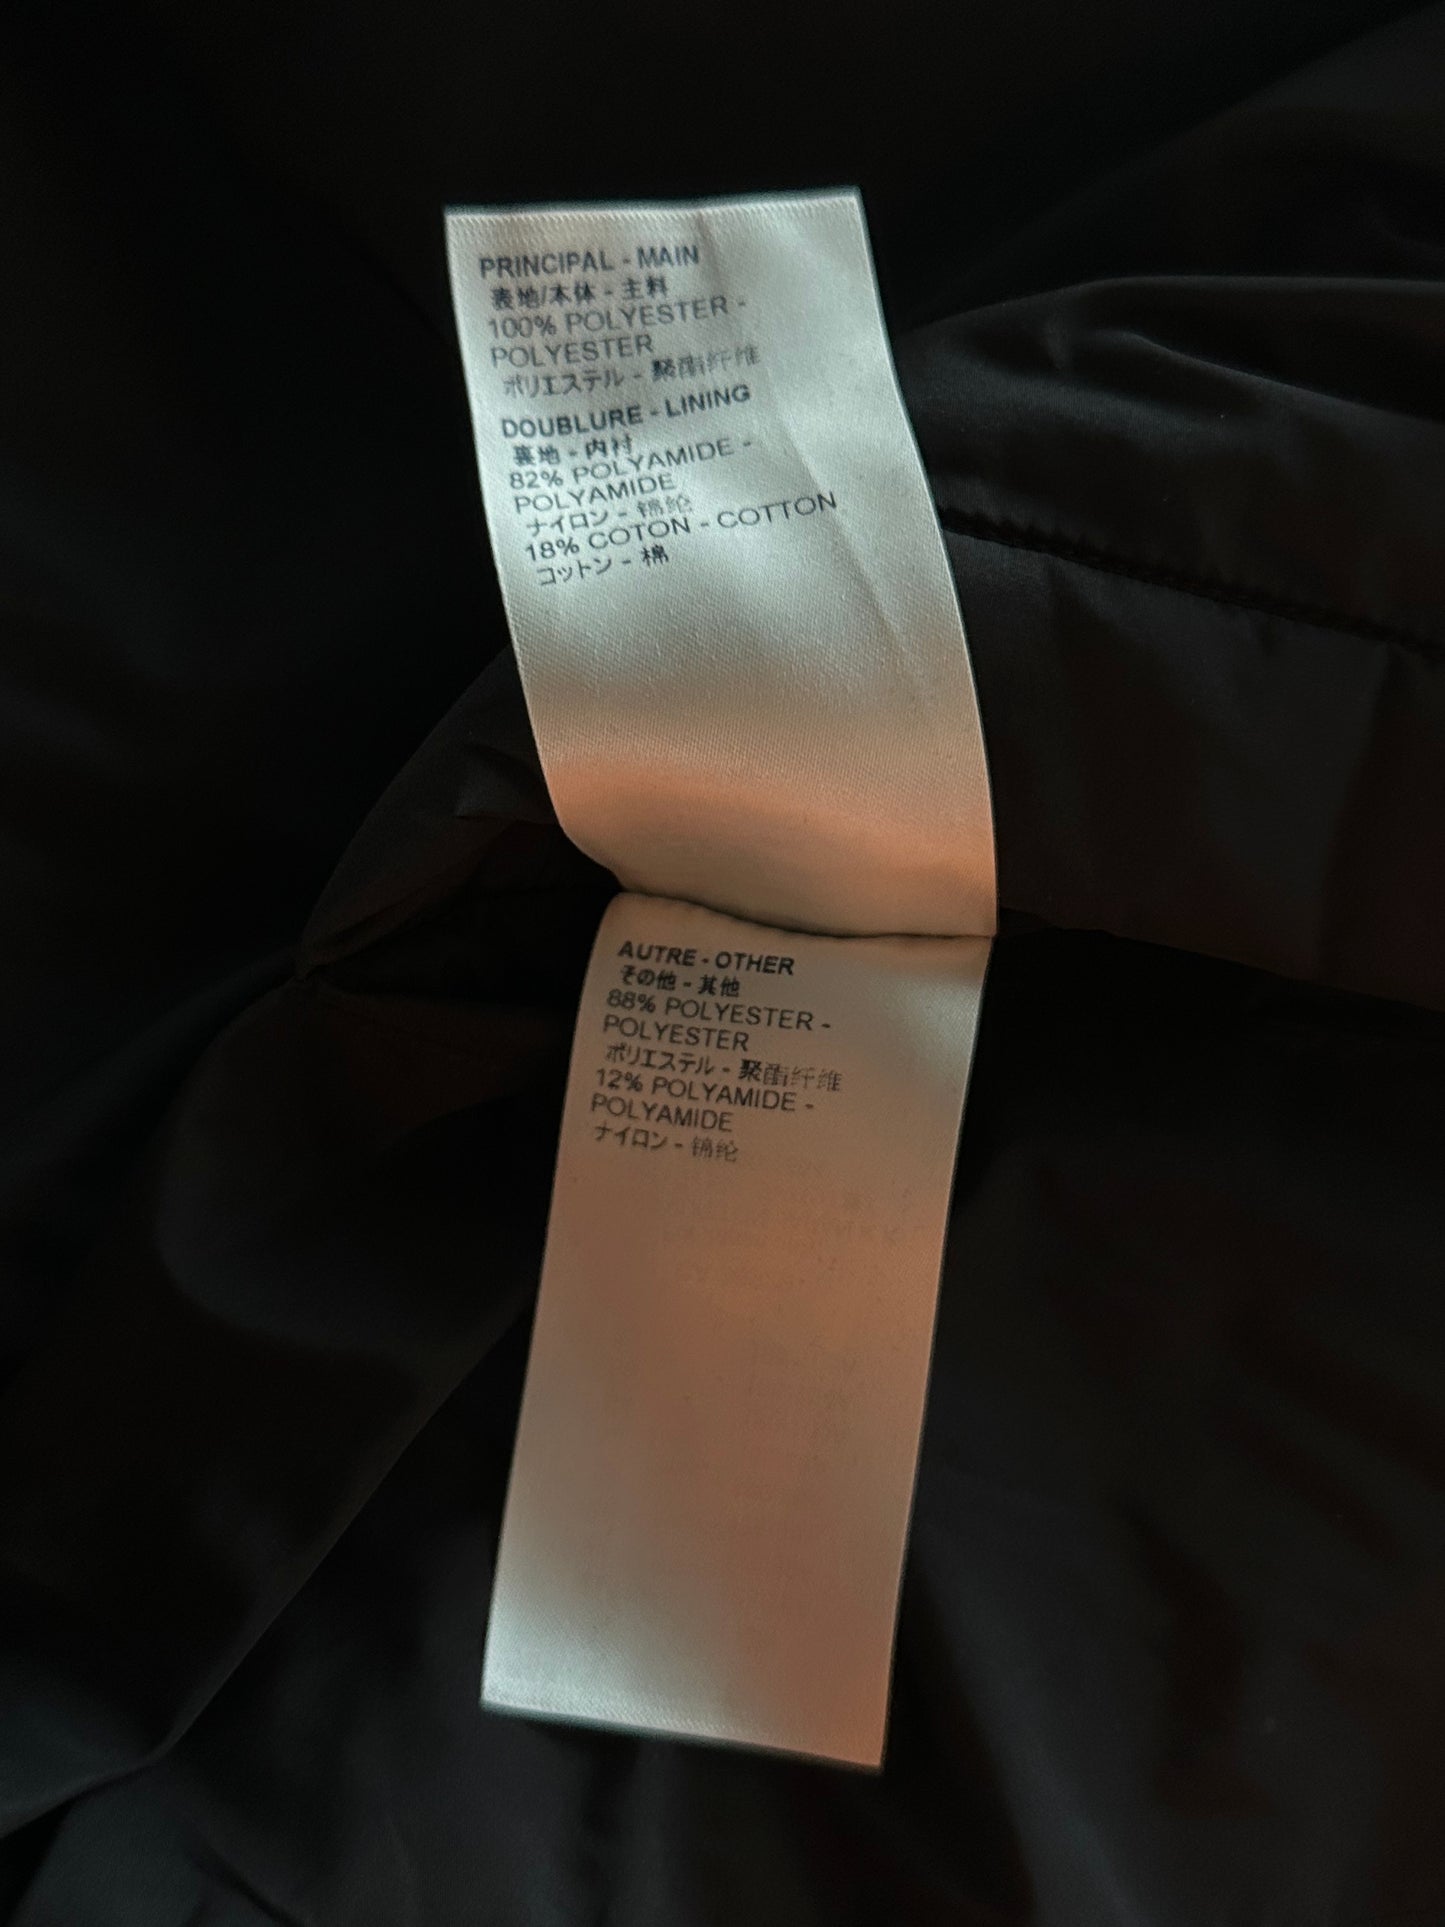 PRINCIPAL - MAIN
表地/本体 - 主料
100% POLYESTER -
POLYESTER
ポリエステル - 聚酯纤维
DOUBLURE - LINING
裏地 - 内衬
82% POLYAMIDE -
POLYAMIDE
ナイロン - 锦纶
18% COTON - COTTON
コットン - 棉
AUTRE - OTHER
その他 - 其他
88% POLYESTER -
POLYESTER
ポリエステル - 聚酯纤维
12% POLYAMIDE -
POLYAMIDE
ナイロン - 锦纶